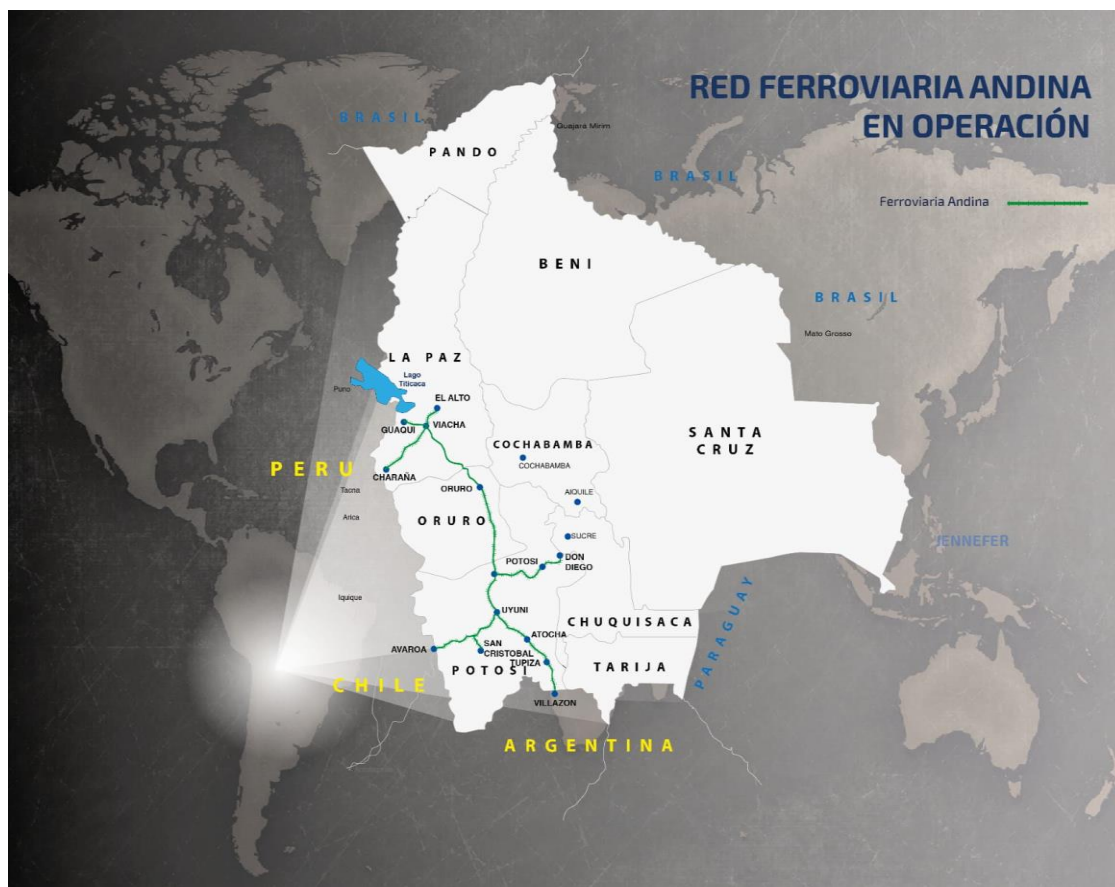 RED FERROVIARIA ANDINA
EN OPERACIÓN
Ferroviaria Andina
BRASIL
Guajará Mirim
PANDO
BRASIL
BENI
BRASIL
Mato Grosso
LA PAZ
Lago
Titicaca
Puno
EL ALTO
GUAQUI
VIACHA
SANTA
CRUZ
COCHABAMBA
COCHABAMBA
PERU
CHARAÑA
Tacna
ORURO
AIQUILE
Arica
ORURO
SUCRE
JENNEFER
POTOSI
DON
DIEGO
Iquique
UYUNI
CHUQUISACA
PARAGUAY
ATOCHA
AVAROA
SAN
CRISTOBAL
TUPIZA
POTOSI
TARIJA
CHILE
VILLAZON
ARGENTINA